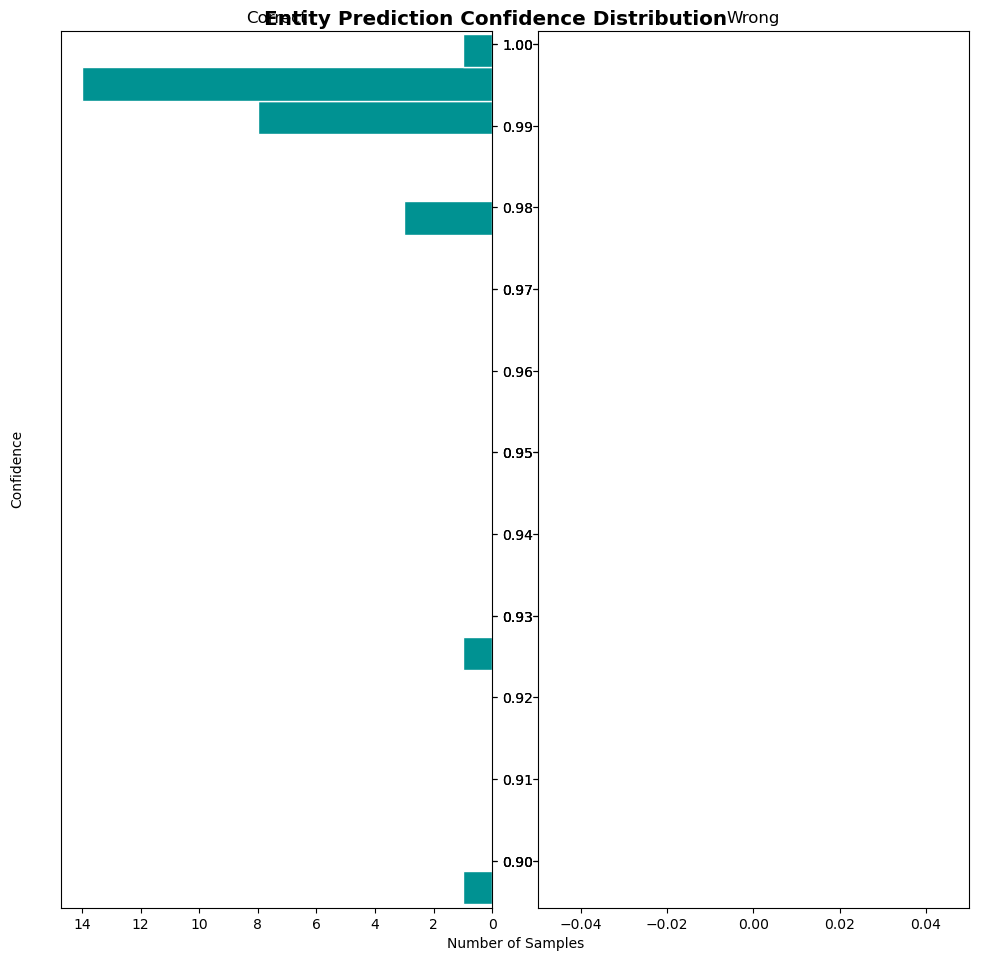 Entity Prediction Confidence Distribution
Correct
Wrong
Confidence
1.00
0.99
0.98
0.97
0.96
0.95
0.94
0.93
0.92
0.91
0.90
14 12 10 8 6 4 2 0
−0.04 −0.02 0.00 0.02 0.04
Number of Samples